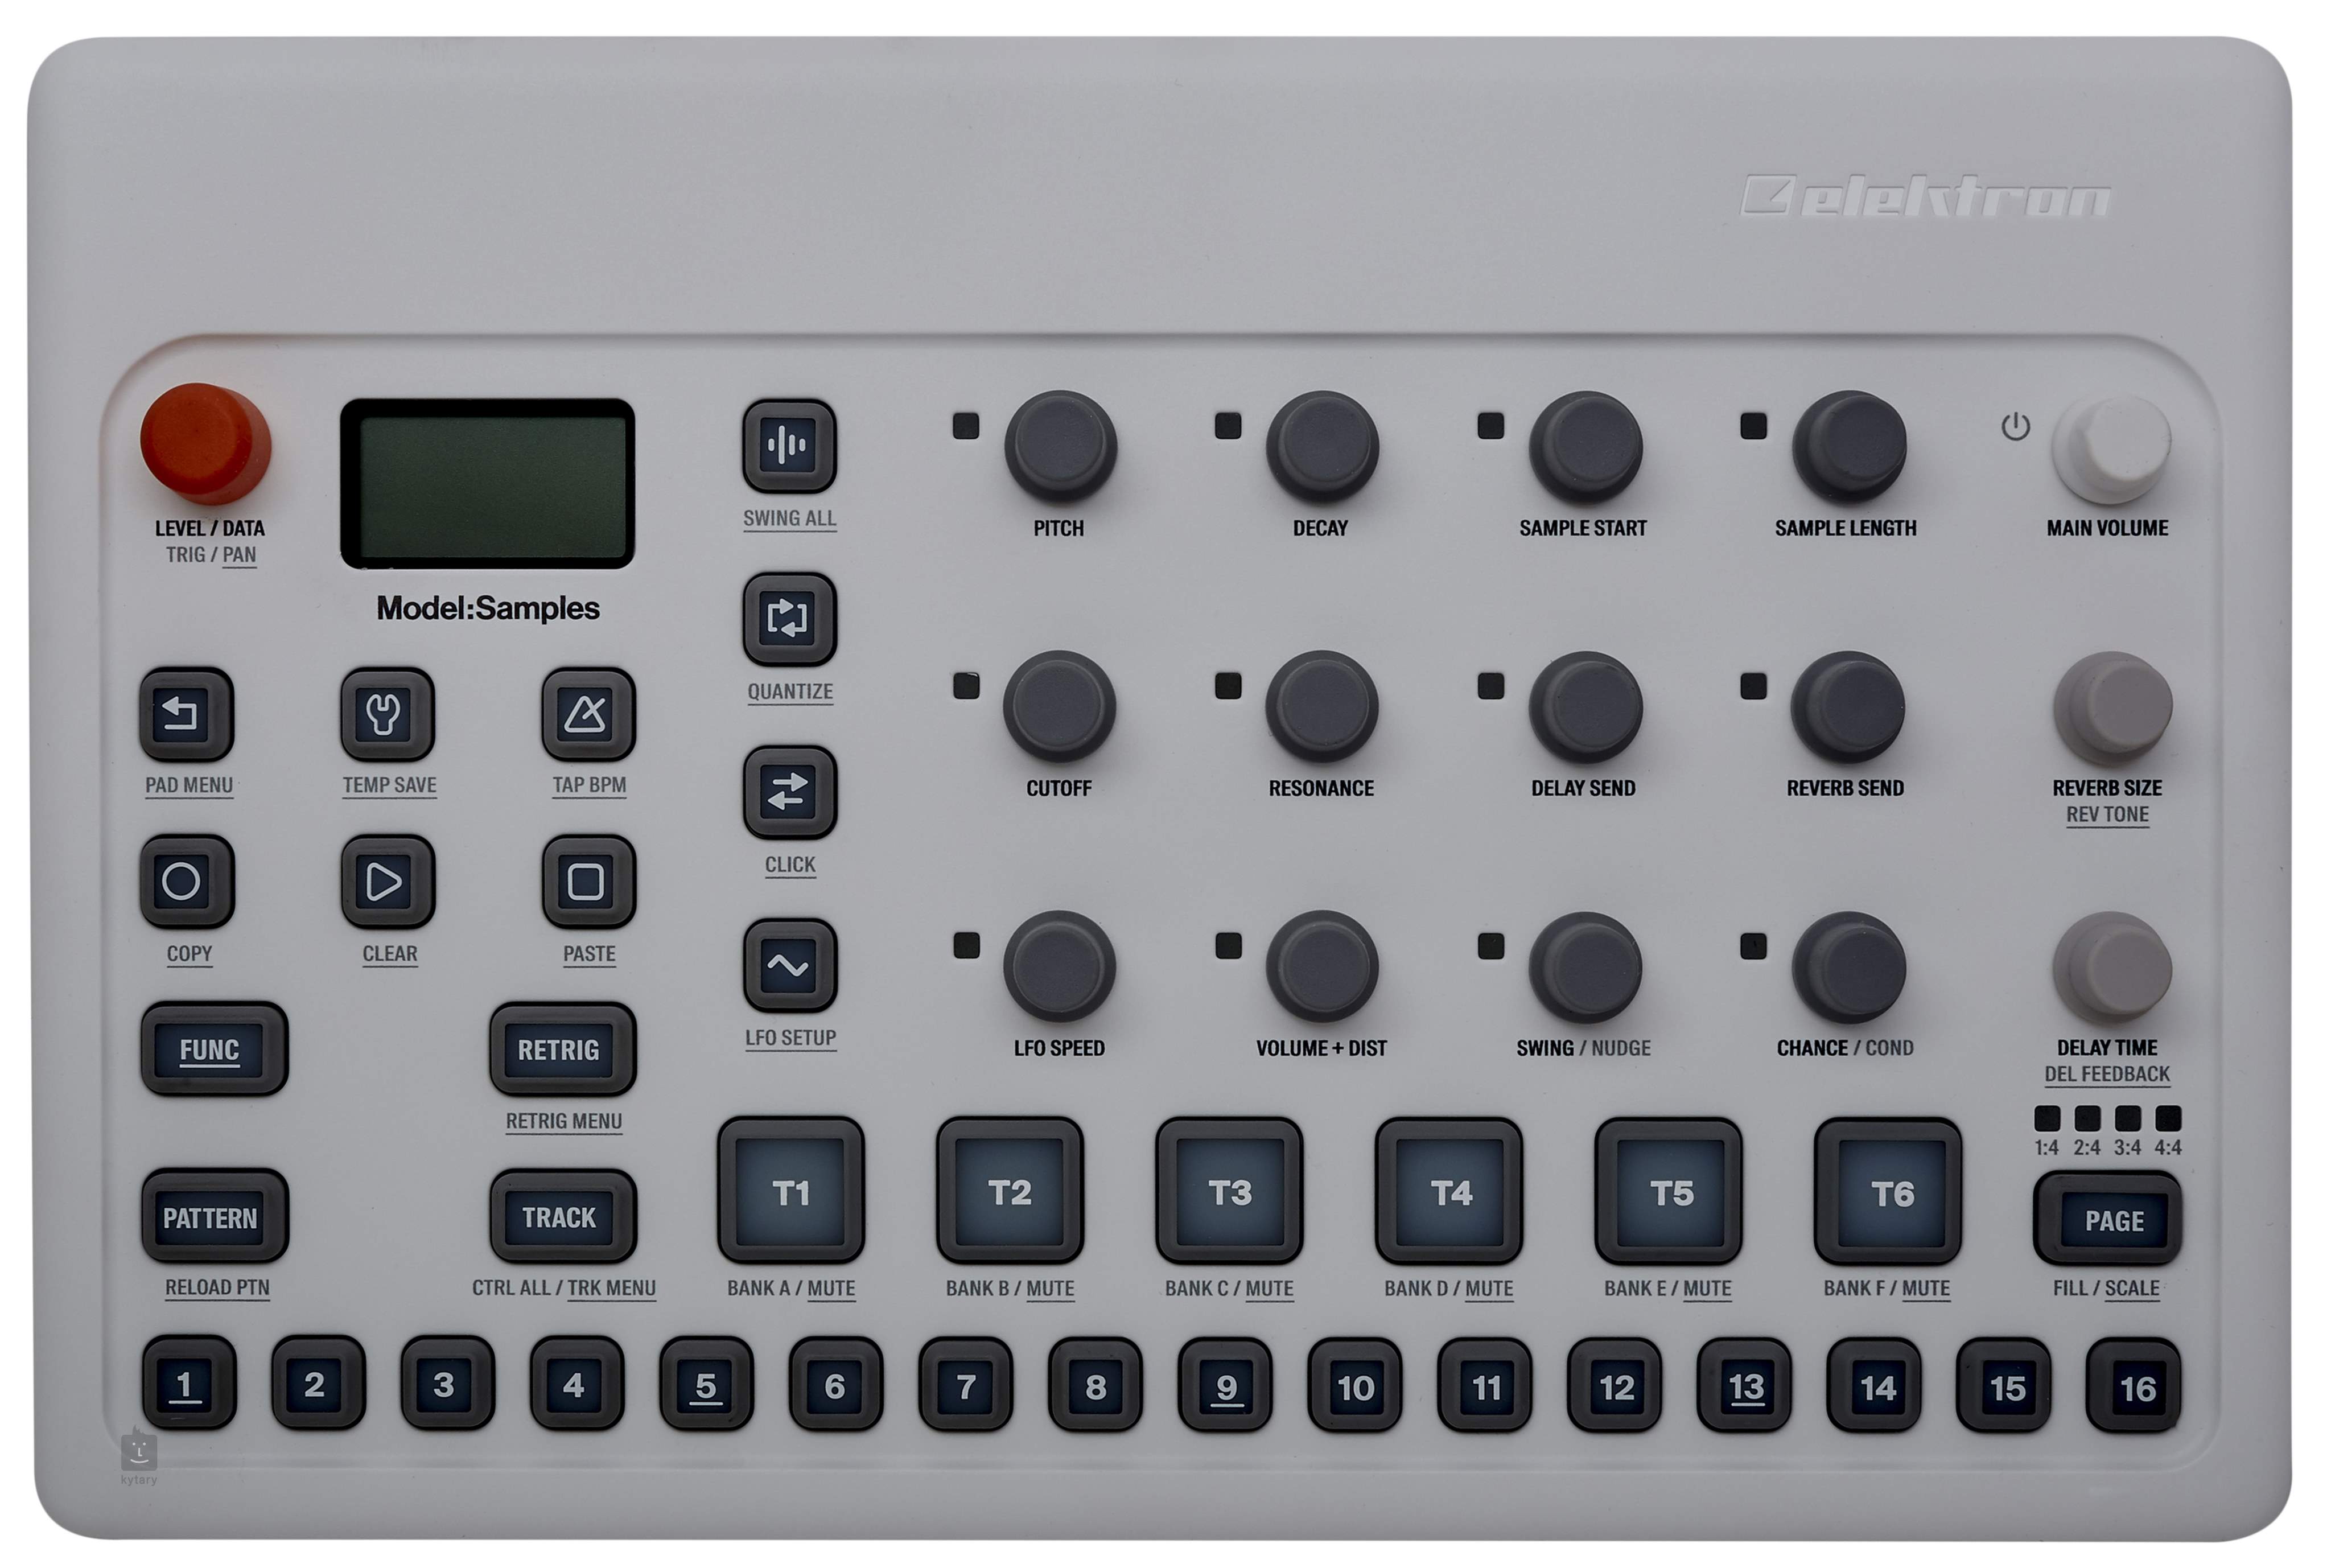 elektron
LEVEL / DATA
TRIG / PAN
Model:Samples
SWING ALL
PITCH
DECAY
SAMPLE START
SAMPLE LENGTH
MAIN VOLUME
QUANTIZE
PAD MENU
TEMP SAVE
TAP BPM
CUTOFF
RESONANCE
DELAY SEND
REVERB SEND
REVERB SIZE
REV TONE
CLICK
COPY
CLEAR
PASTE
FUNC
RETRIG
RETRIG MENU
LFO SETUP
LFO SPEED
VOLUME + DIST
SWING / NUDGE
CHANCE / COND
DELAY TIME
DEL FEEDBACK
1:4 2:4 3:4 4:4
PATTERN
TRACK
T1
T2
T3
T4
T5
T6
PAGE
RELOAD PTN
CTRL ALL / TRK MENU
BANK A / MUTE
BANK B / MUTE
BANK C / MUTE
BANK D / MUTE
BANK E / MUTE
BANK F / MUTE
FILL / SCALE
1 2 3 4 5 6 7 8 9 10 11 12 13 14 15 16
kytary